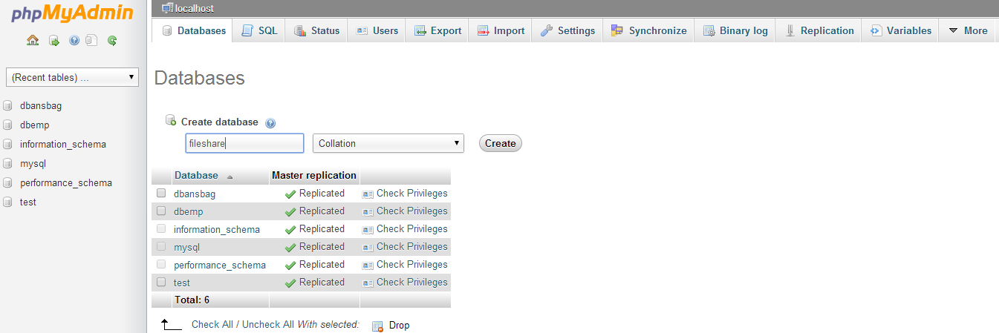 phpMyAdmin
localhost
Databases SQL Status Users Export Import Settings Synchronize Binary log Replication Variables More
(Recent tables) ...
dbansbag
dbemp
information_schema
mysql
performance_schema
test
Databases
Create database
fileshare Collation Create
Database Master replication
dbansbag Replicated Check Privileges
dbemp Replicated Check Privileges
information_schema Replicated Check Privileges
mysql Replicated Check Privileges
performance_schema Replicated Check Privileges
test Replicated Check Privileges
Total: 6
Check All / Uncheck All With selected: Drop